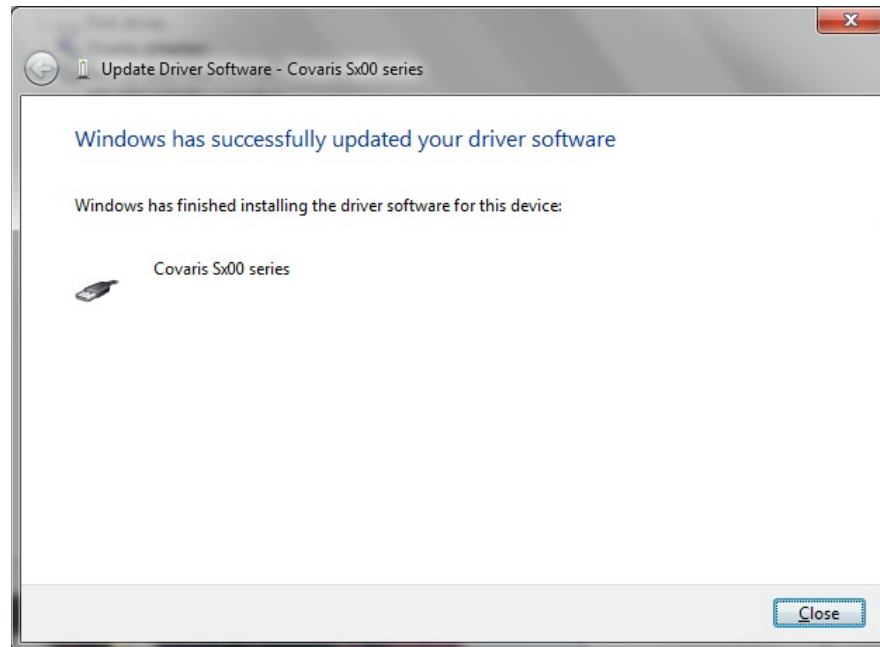 Update Driver Software - Covaris Sx00 series
Windows has successfully updated your driver software
Windows has finished installing the driver software for this device:
Covaris Sx00 series
Close